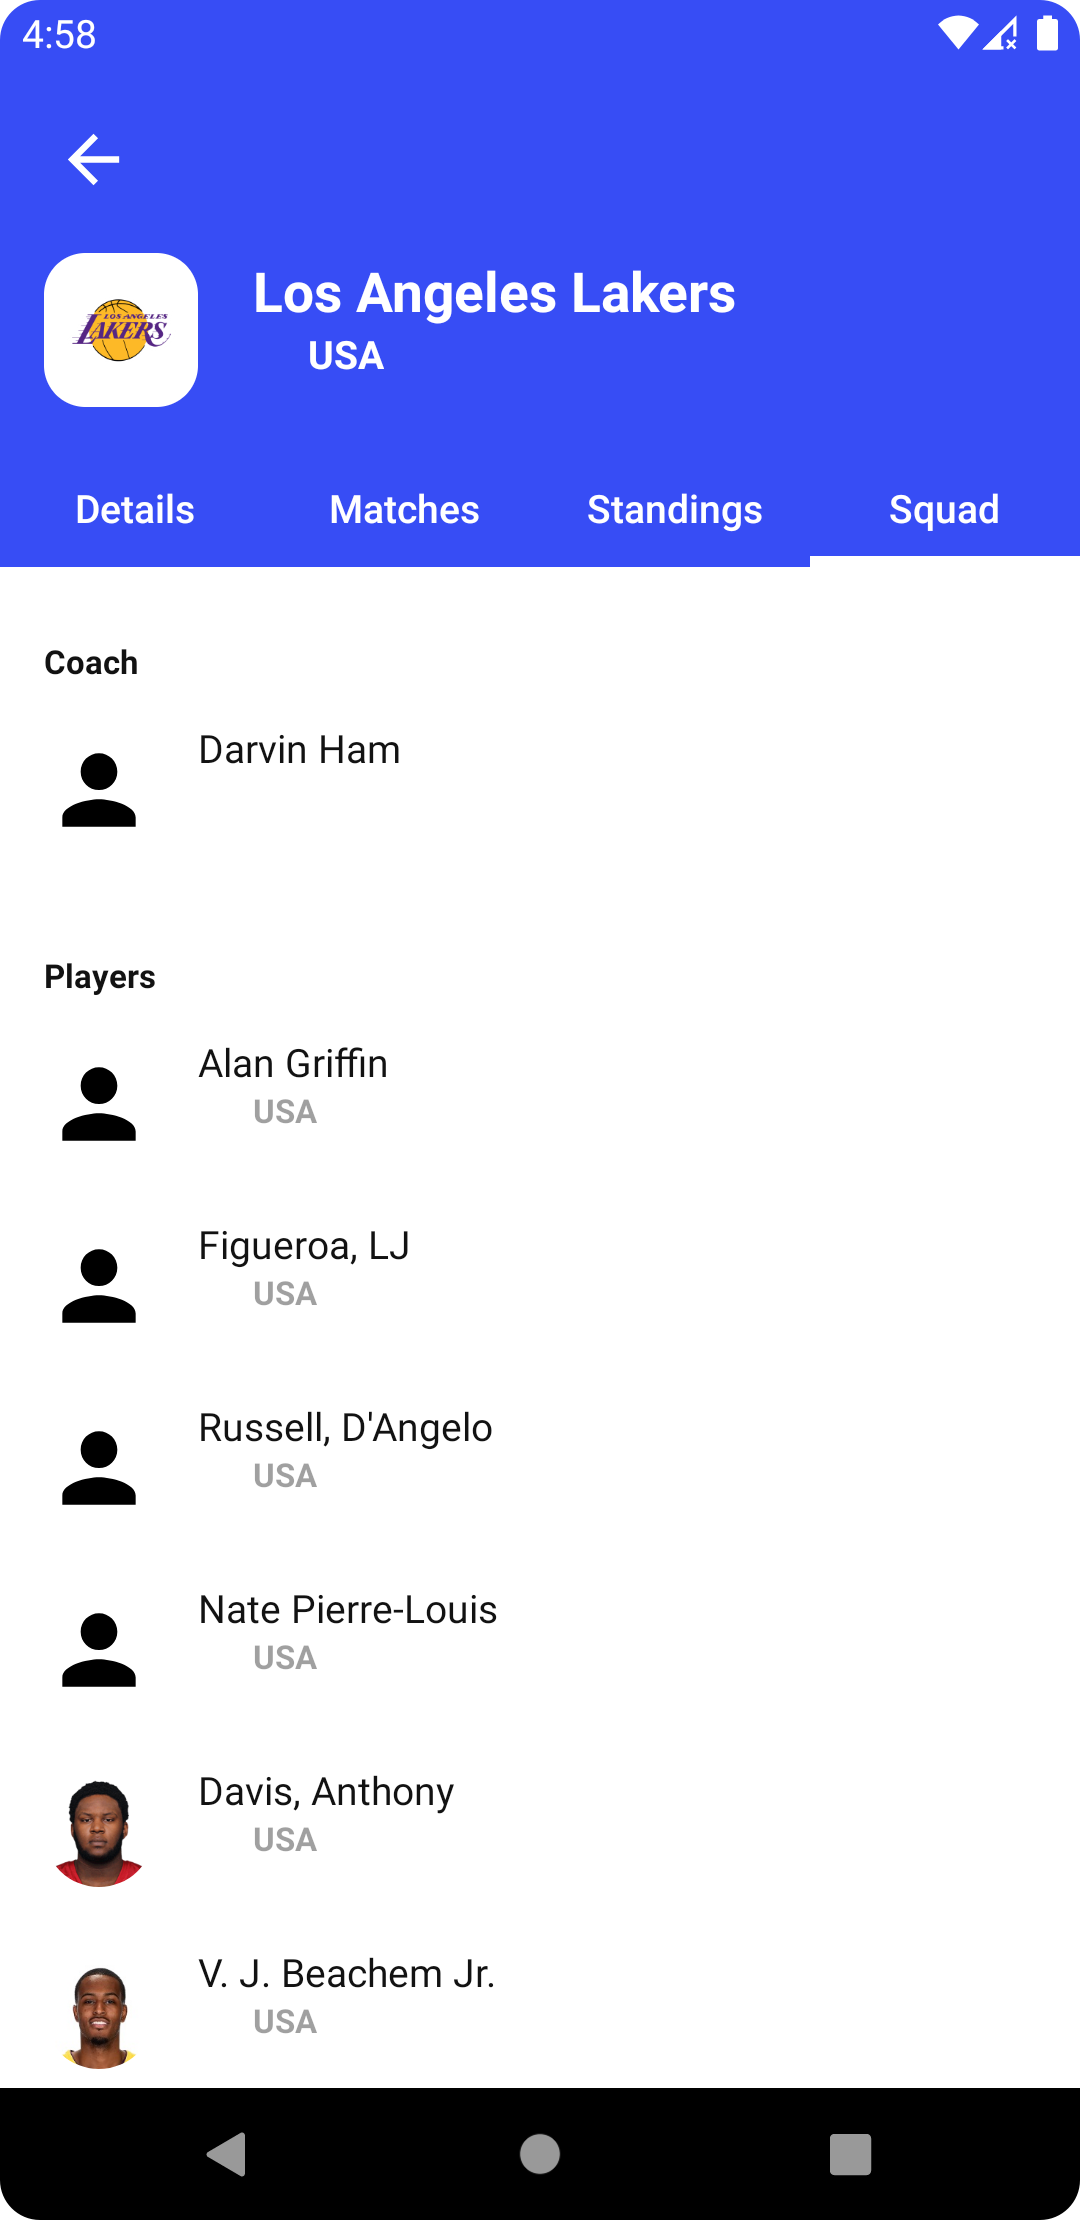 4:58
LOS ANGELES
LAKERS
Los Angeles Lakers
USA
Details Matches Standings Squad
Coach
Darvin Ham
Players
Alan Griffin
USA
Figueroa, LJ
USA
Russell, D'Angelo
USA
Nate Pierre-Louis
USA
Davis, Anthony
USA
V. J. Beachem Jr.
USA